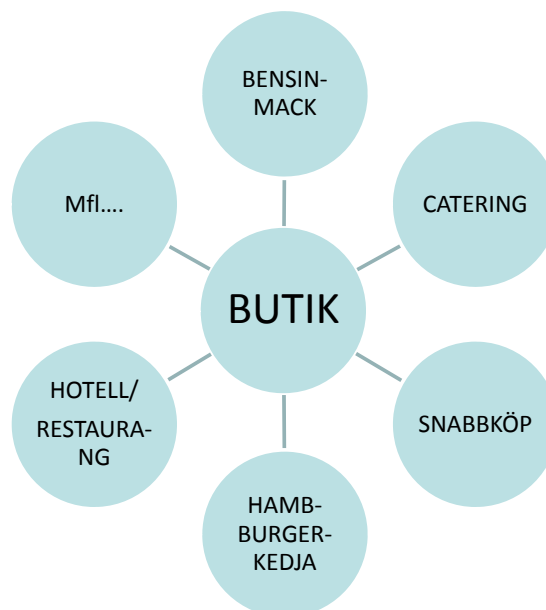 BENSIN-
MACK
Mfl....
CATERING
BUTIK
HOTELL/
RESTAURA-
NG
SNABBKÖP
HAMB-
BURGER-
KEDJA